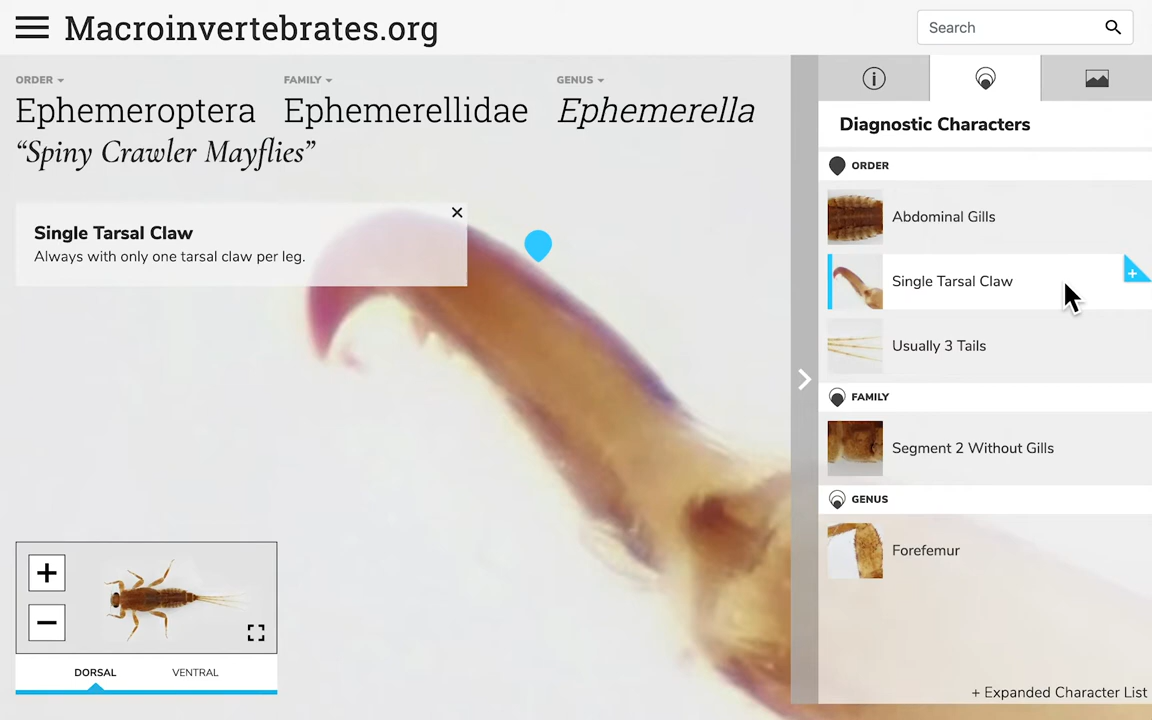 Macroinvertebrates.org
Search
ORDER
FAMILY
GENUS
Ephemeroptera
Ephemerellidae
Ephemerella
“Spiny Crawler Mayflies”
Single Tarsal Claw
Always with only one tarsal claw per leg.
DORSAL
VENTRAL
Diagnostic Characters
ORDER
Abdominal Gills
Single Tarsal Claw
Usually 3 Tails
FAMILY
Segment 2 Without Gills
GENUS
Forefemur
+ Expanded Character List